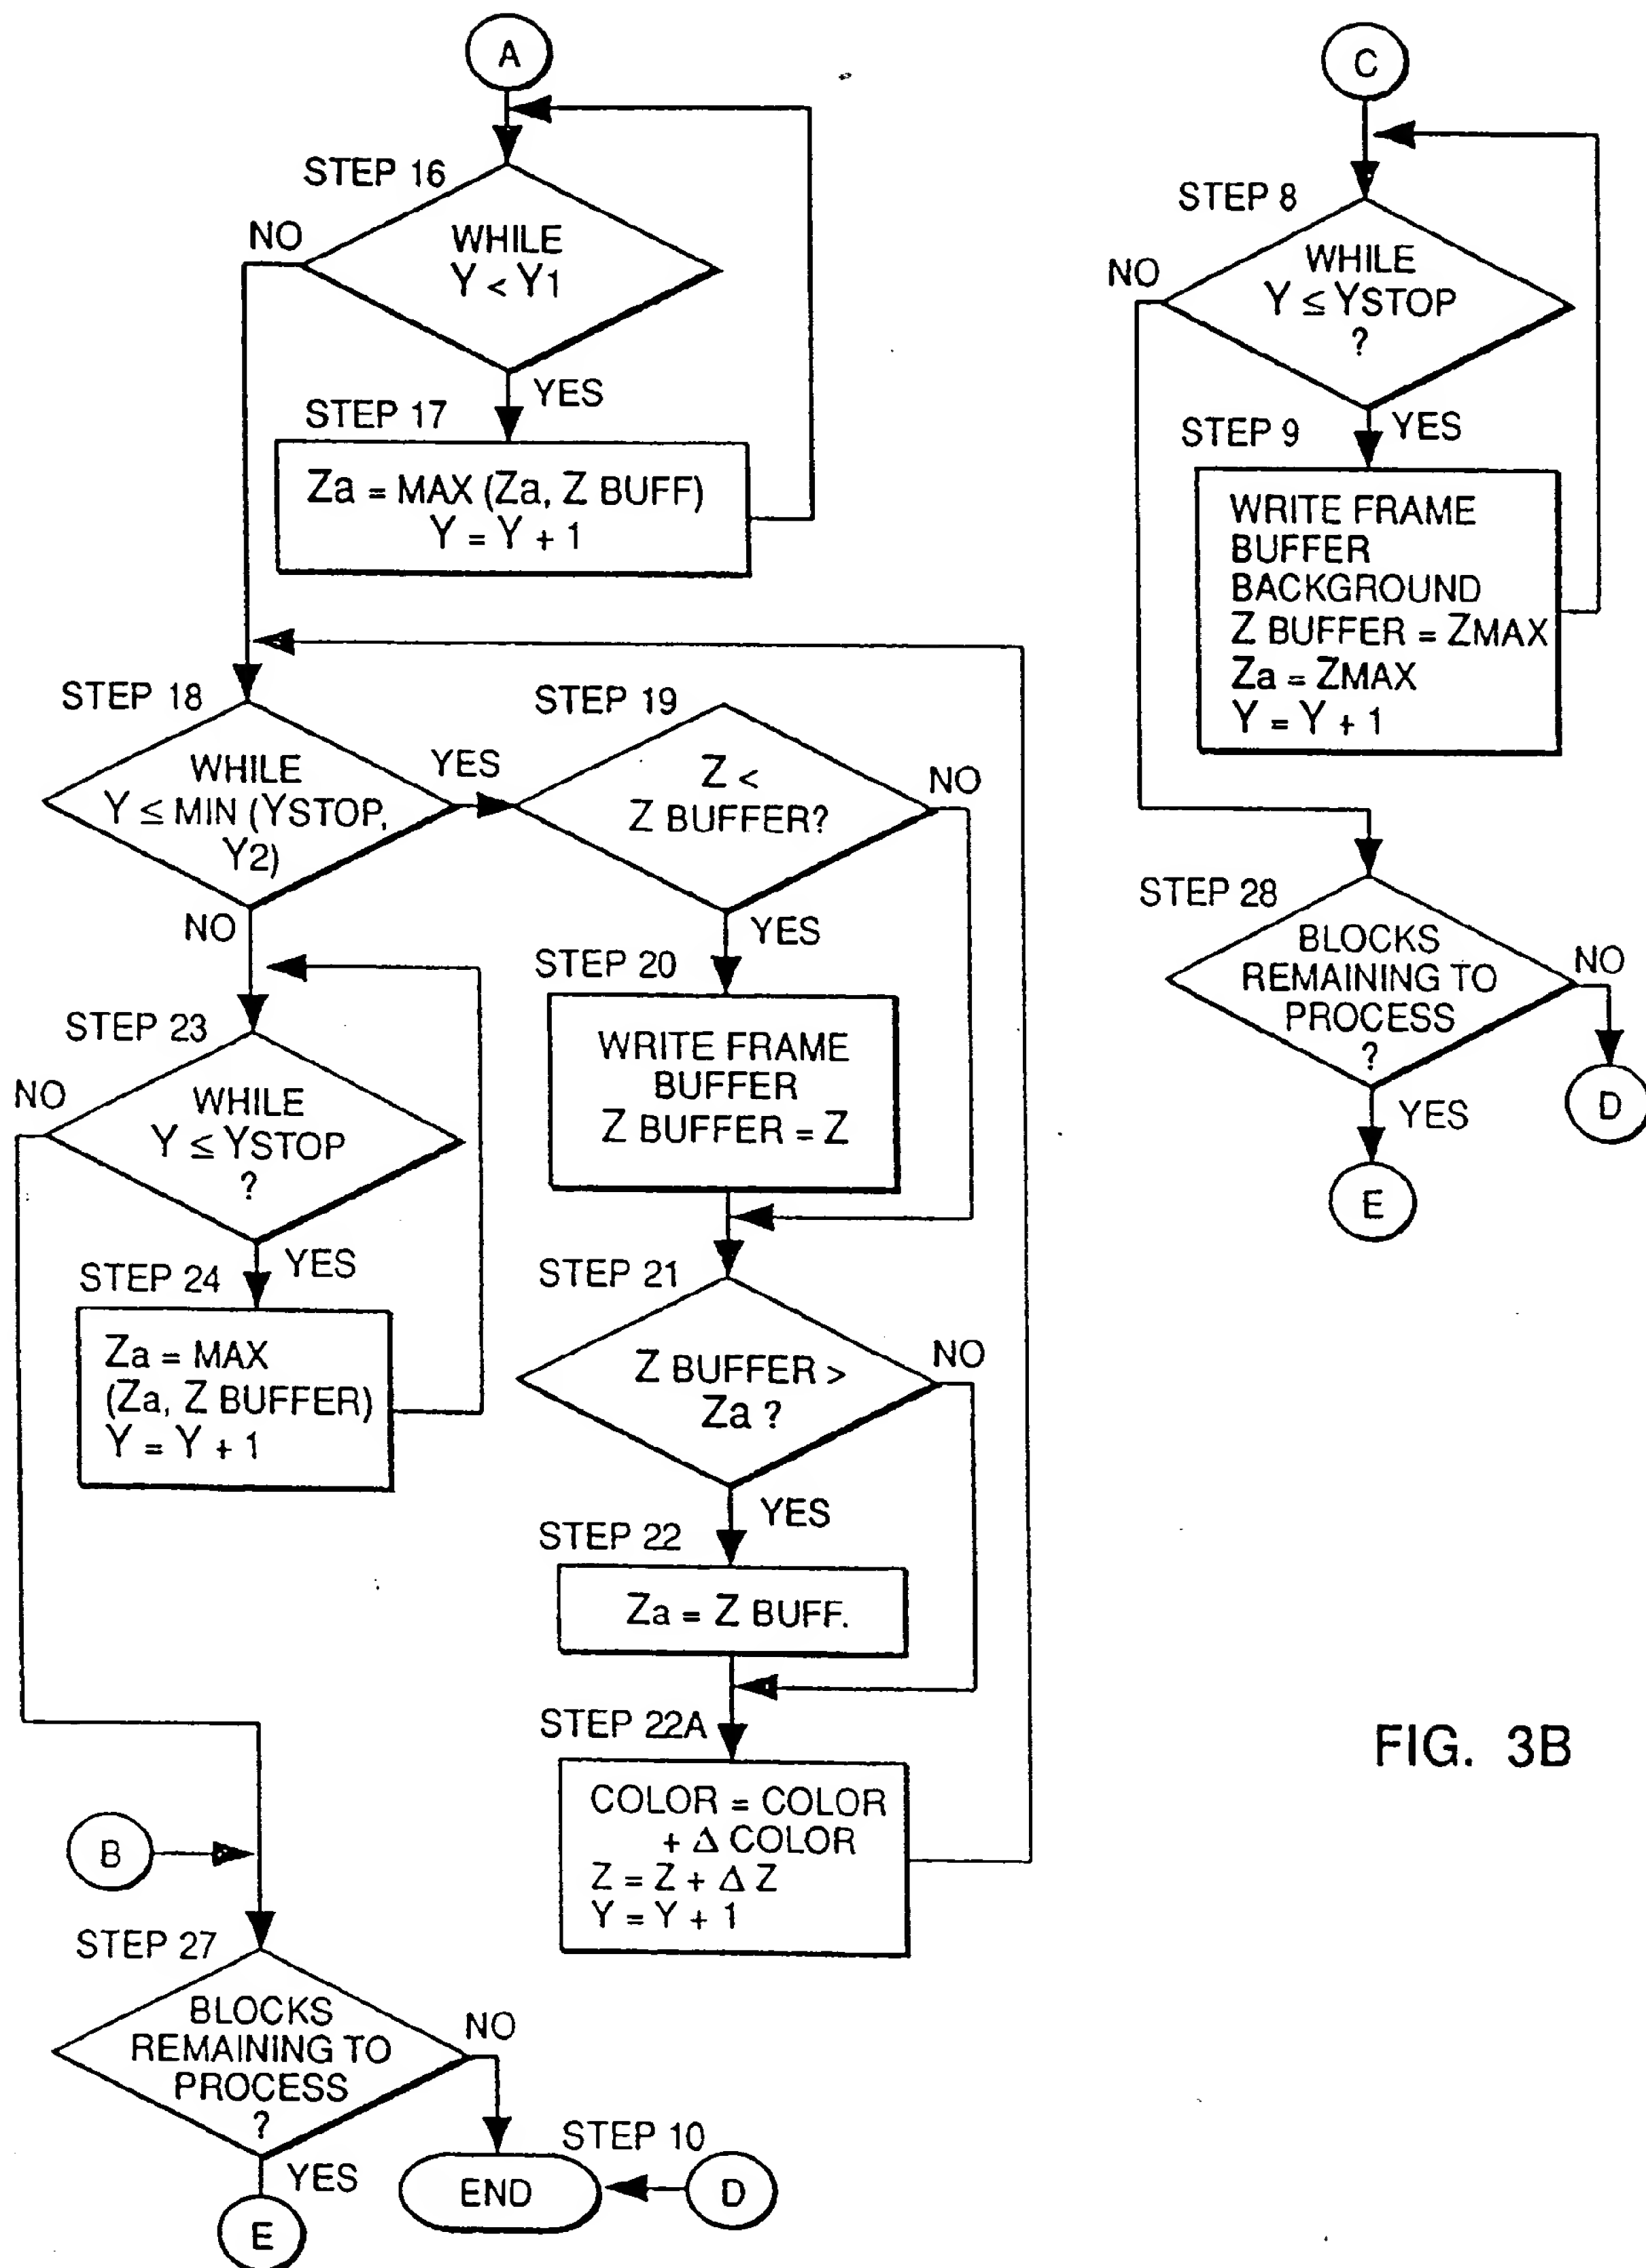 A
STEP 16
NO
WHILE
Y < Y1
YES
STEP 17
Za = MAX (Za, Z BUFF)
Y = Y + 1
STEP 18
WHILE
Y ≤ MIN (YSTOP,
Y2)
YES
NO
STEP 19
Z <
Z BUFFER?
NO
YES
STEP 20
WRITE FRAME
BUFFER
Z BUFFER = Z
STEP 23
NO
WHILE
Y ≤ YSTOP
?
YES
STEP 24
Za = MAX
(Za, Z BUFFER)
Y = Y + 1
STEP 21
Z BUFFER >
Za ?
NO
YES
STEP 22
Za = Z BUFF.
STEP 22A
COLOR = COLOR
+ Δ COLOR
Z = Z + Δ Z
Y = Y + 1
B
STEP 27
BLOCKS
REMAINING TO
PROCESS
?
NO
YES
E
STEP 10
END
D
C
STEP 8
NO
WHILE
Y ≤ YSTOP
?
YES
STEP 9
WRITE FRAME
BUFFER
BACKGROUND
Z BUFFER = ZMAX
Za = ZMAX
Y = Y + 1
STEP 28
BLOCKS
REMAINING TO
PROCESS
?
NO
D
YES
E
FIG. 3B